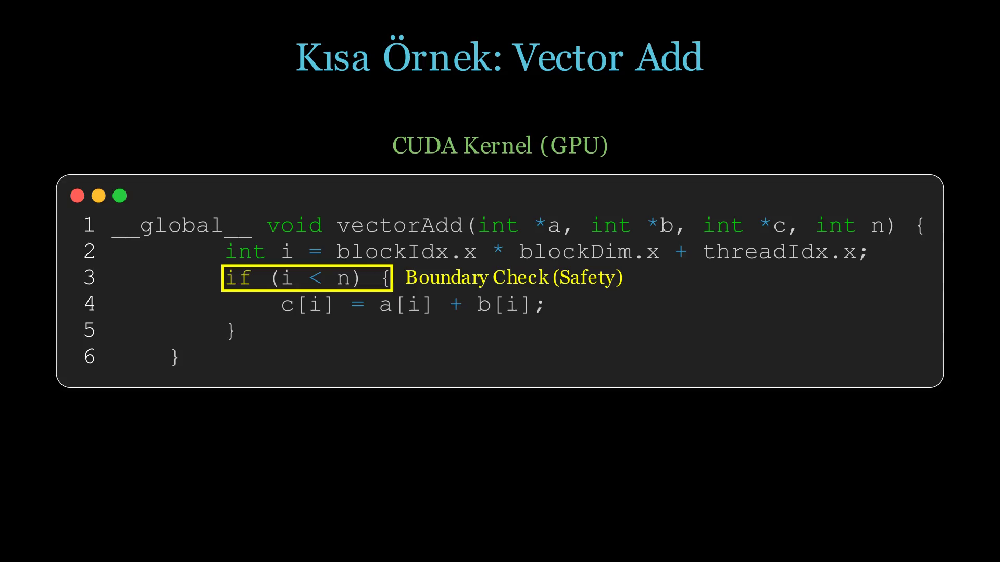 Kısa Örnek: Vector Add
CUDA Kernel (GPU)
1 __global__ void vectorAdd(int *a, int *b, int *c, int n) {
2 int i = blockIdx.x * blockDim.x + threadIdx.x;
3 if (i < n) { Boundary Check (Safety)
4 c[i] = a[i] + b[i];
5 }
6 }